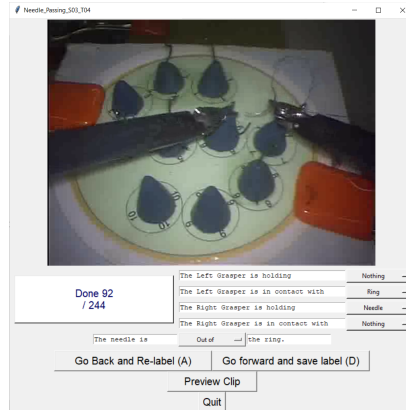 Needle_Passing_S03_T04
The Left Grasper is holding Nothing
The Left Grasper is in contact with Ring
Done 92
/ 244
The Right Grasper is holding Needle
The Right Grasper is in contact with Nothing
The needle is Out of the ring.
Go Back and Re-label (A) Go forward and save label (D)
Preview Clip
Quit